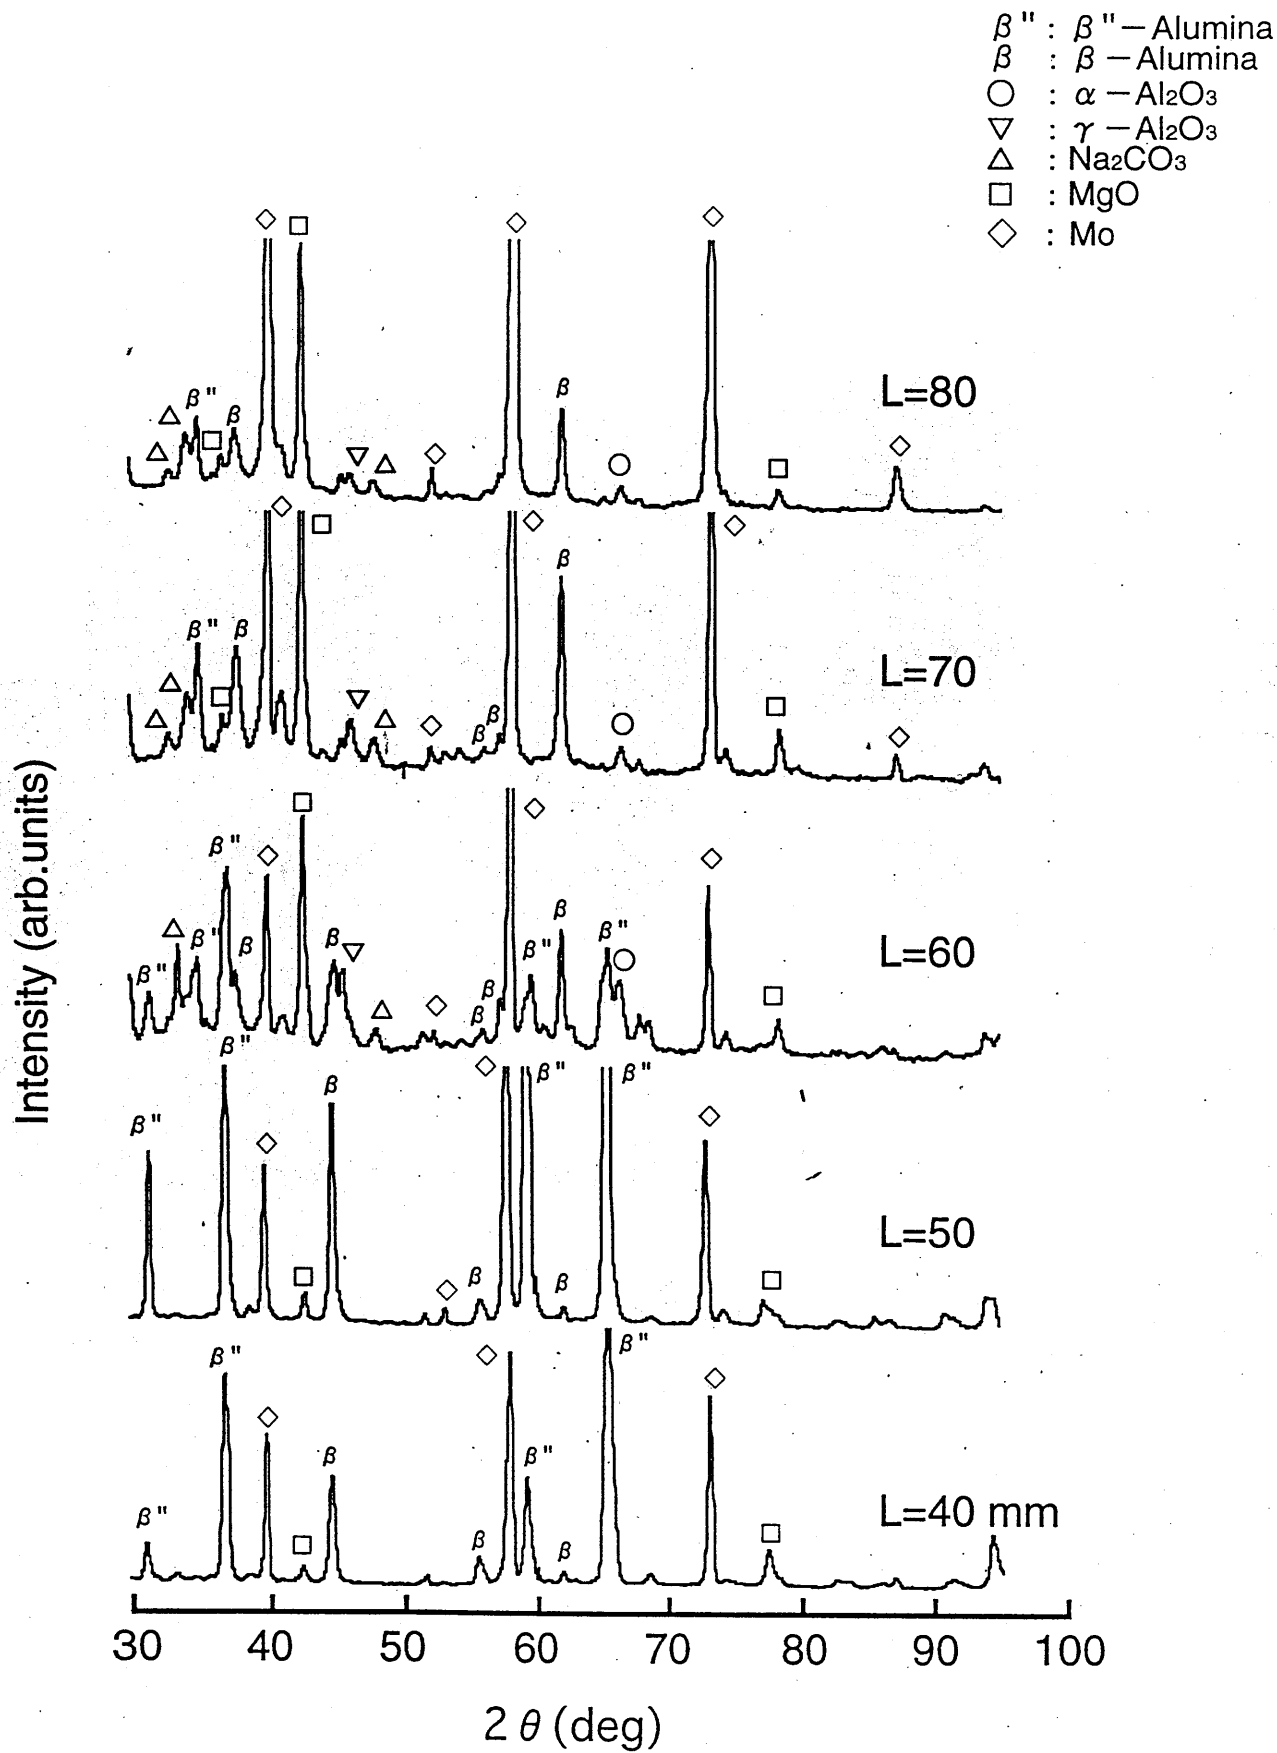 β" : β"－Alumina
β : β－Alumina
○ : α－Al₂O₃
▽ : γ－Al₂O₃
△ : Na₂CO₃
□ : MgO
◇ : Mo
◇ □ ◇ ◇
L=80
△ △ β" □ β ▽ △ ◇ β ○ □ ◇
◇ □ ◇ ◇
L=70
△ △ β" □ β ▽ △ ◇ β β β ○ □ ◇
□ ◇ ◇
L=60
β" △ β" β" β ◇ β ▽ △ ◇ β β β" β β" ○ □
β" ◇ β" β"
L=50
β" ◇ □ β ◇ β β ◇ □
β" ◇ β" ◇
L=40 mm
β" ◇ □ β β β" β □
Intensity (arb.units)
30 40 50 60 70 80 90 100
2 θ (deg)